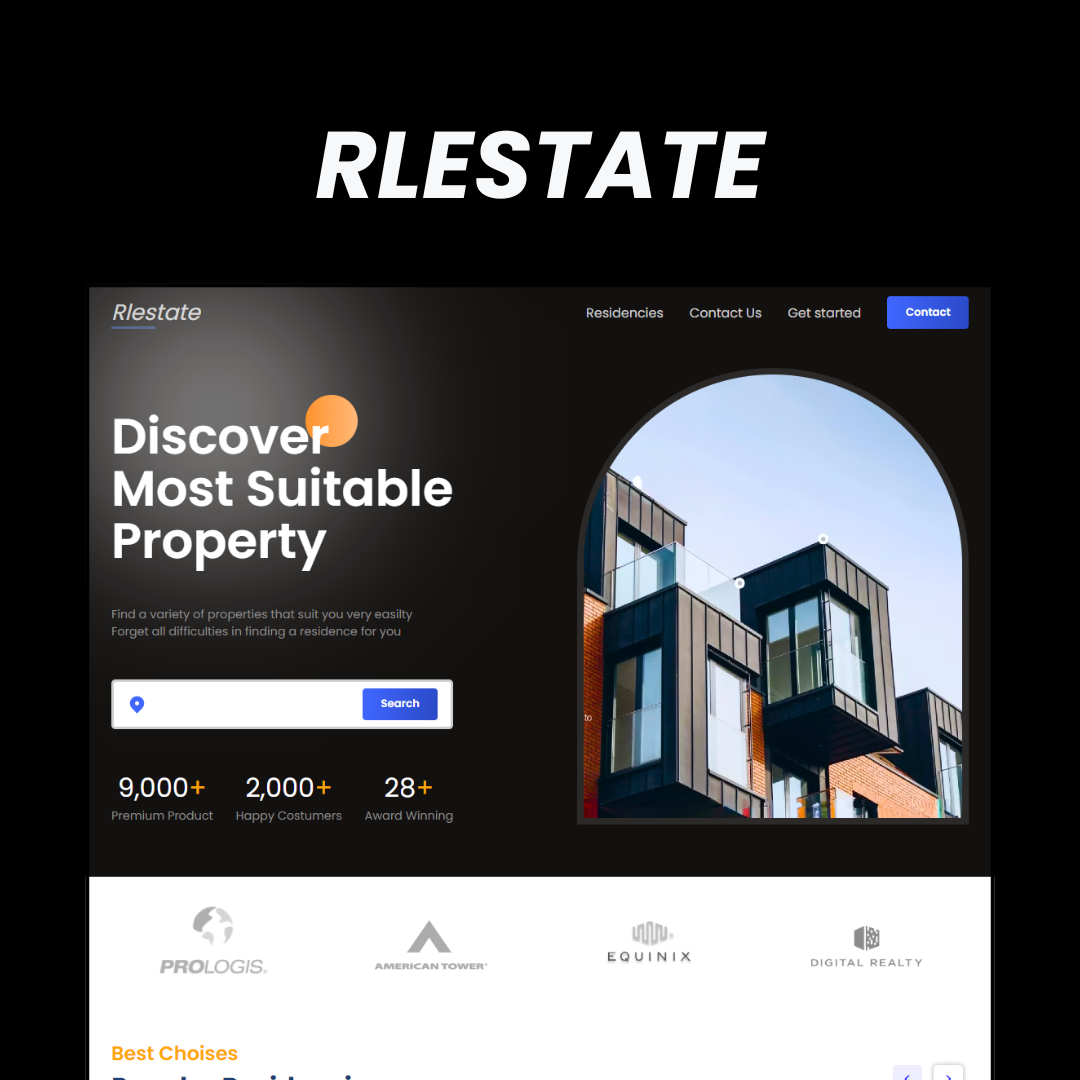 RLESTATE
Rlestate
Residencies Contact Us Get started Contact
Discover
Most Suitable
Property
Find a variety of properties that suit you very easilty
Forget all difficulties in finding a residence for you
Search
to
9,000+ 2,000+ 28+
Premium Product Happy Costumers Award Winning
PROLOGIS.
AMERICAN TOWER
EQUINIX
DIGITAL REALTY
Best Choises